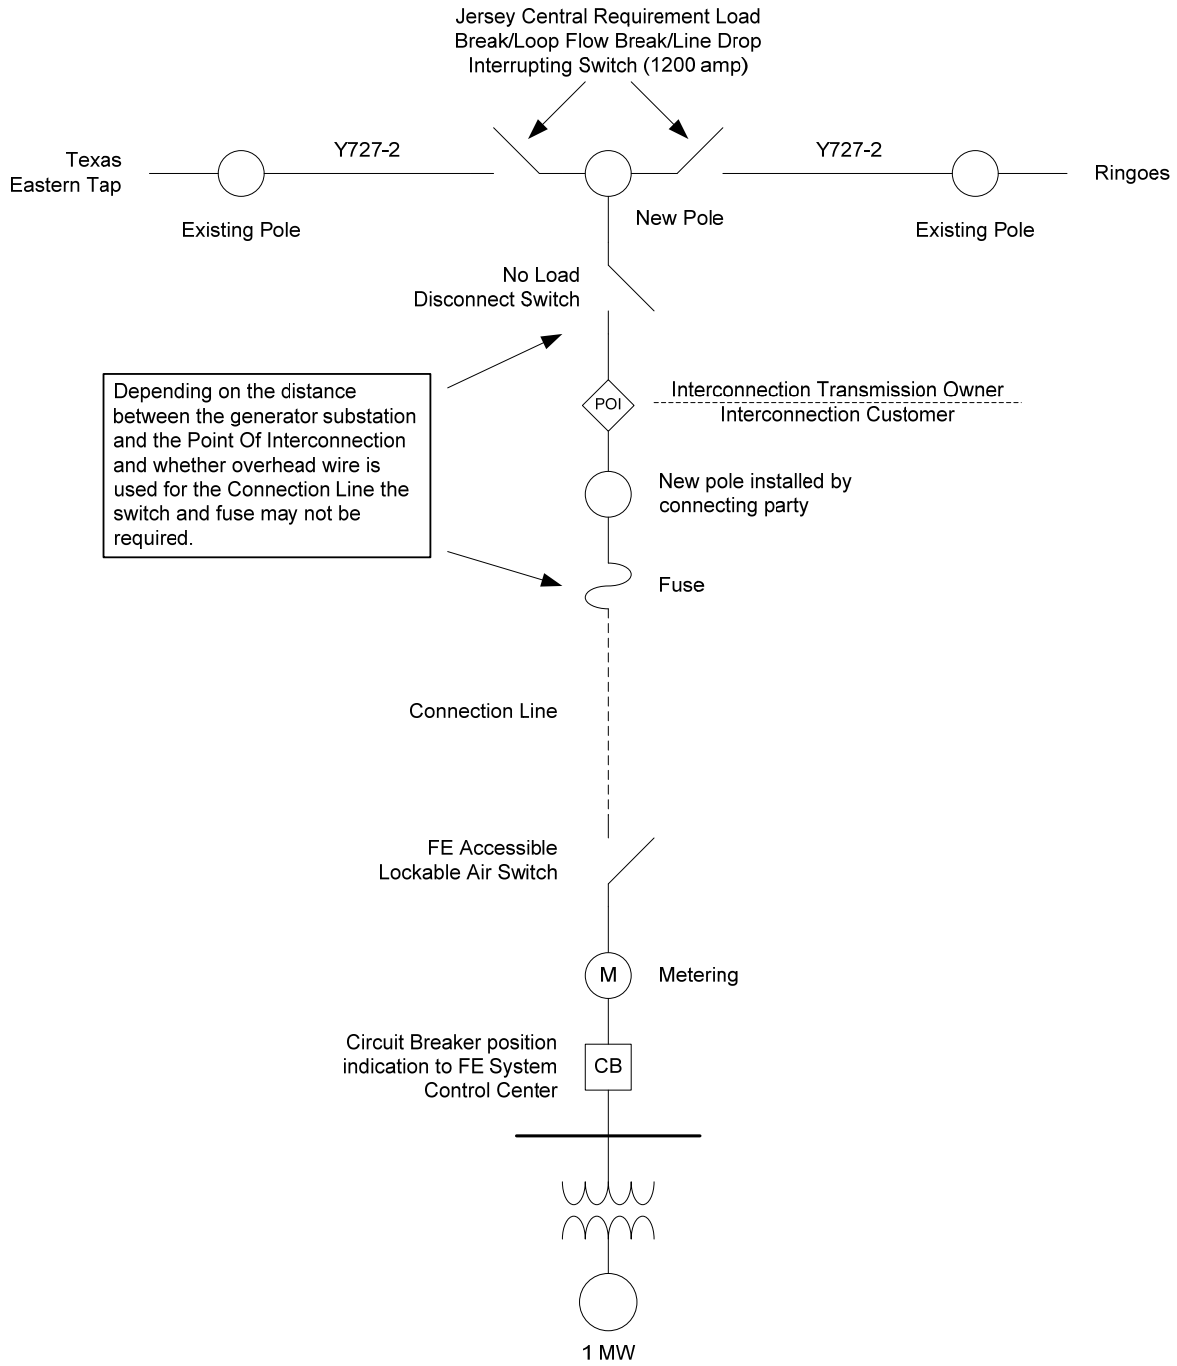 Jersey Central Requirement Load
Break/Loop Flow Break/Line Drop
Interrupting Switch (1200 amp)
Texas
Eastern Tap
Y727-2
Y727-2
Ringoes
Existing Pole
New Pole
Existing Pole
No Load
Disconnect Switch
Depending on the distance
between the generator substation
and the Point Of Interconnection
and whether overhead wire is
used for the Connection Line the
switch and fuse may not be
required.
POI
Interconnection Transmission Owner
Interconnection Customer
New pole installed by
connecting party
Fuse
Connection Line
FE Accessible
Lockable Air Switch
M
Metering
Circuit Breaker position
indication to FE System
Control Center
CB
1 MW